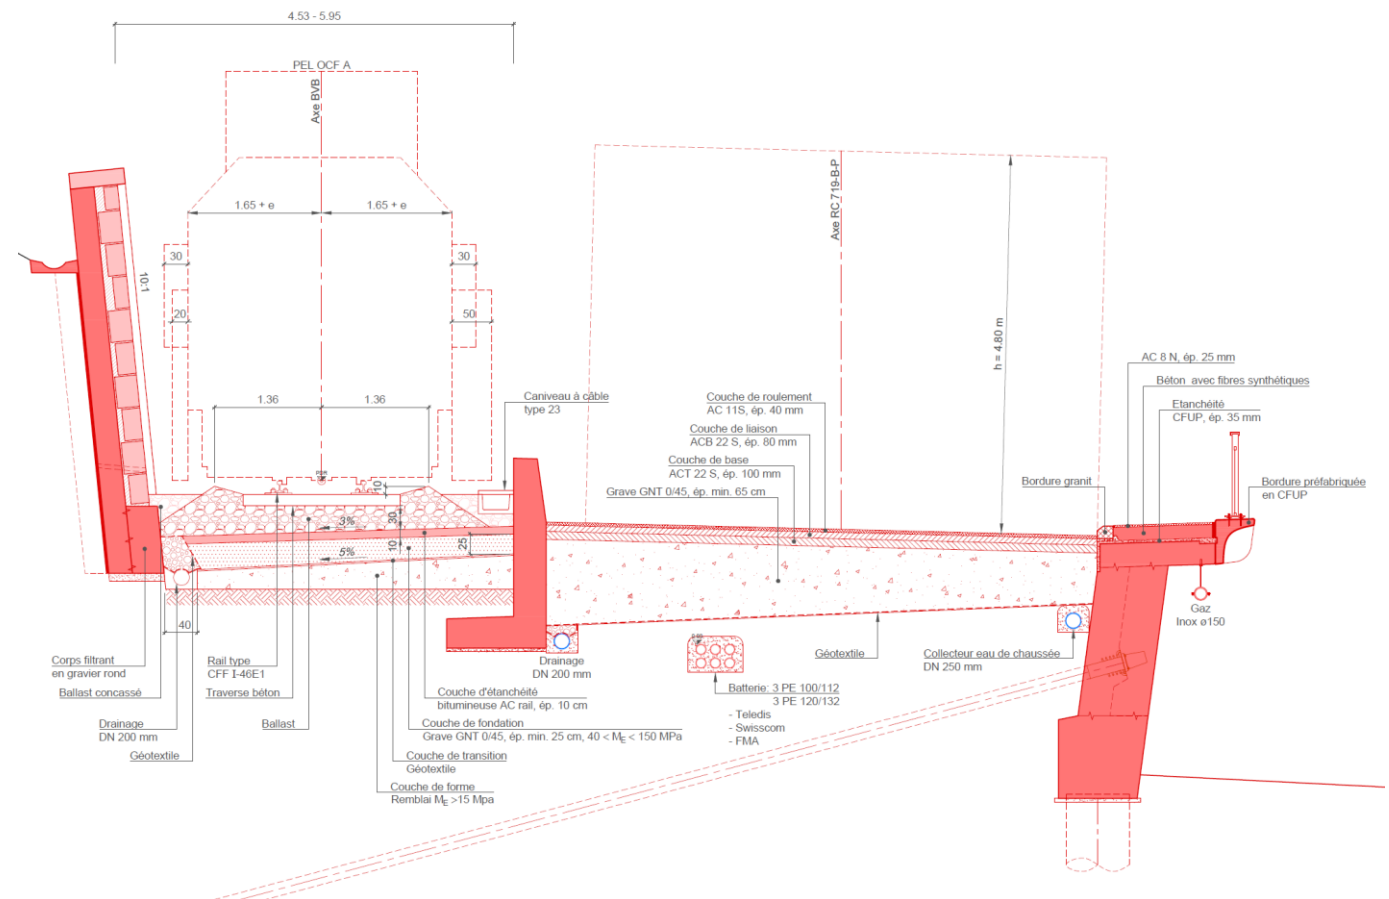 4.53 - 5.95
PEL OCF A
Axe BVB
1.65 + e
1.65 + e
30
30
10:1
20
50
Axe RC 719-B-P
h = 4.80 m
1.36
1.36
Caniveau à câble
type 23
Couche de roulement
AC 11S, ép. 40 mm
Couche de liaison
ACB 22 S, ép. 80 mm
Couche de base
ACT 22 S, ép. 100 mm
Grave GNT 0/45, ép. min. 65 cm
AC 8 N, ép. 25 mm
Béton avec fibres synthétiques
Etanchéité
CFUP, ép. 35 mm
Bordure granit
Bordure préfabriquée
en CFUP
10
3%
30
5%
10
25
40
Gaz
Inox ø150
Corps filtrant
en gravier rond
Ballast concassé
Drainage
DN 200 mm
Géotextile
Rail type
CFF I-46E1
Traverse béton
Ballast
Couche d'étanchéité
bitumineuse AC rail, ép. 10 cm
Couche de fondation
Grave GNT 0/45, ép. min. 25 cm, 40 < ME < 150 MPa
Couche de transition
Géotextile
Couche de forme
Remblai ME >15 Mpa
Drainage
DN 200 mm
Batterie: 3 PE 100/112
3 PE 120/132
- Teledis
- Swisscom
- FMA
Géotextile
Collecteur eau de chaussée
DN 250 mm